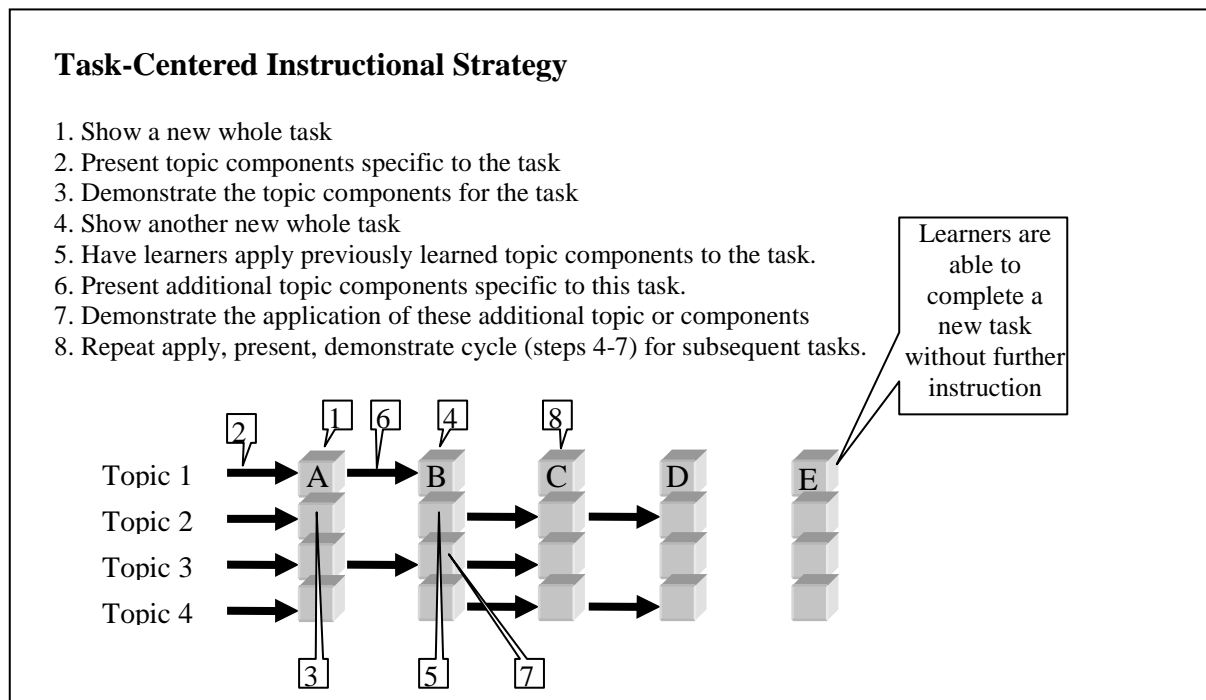 Task-Centered Instructional Strategy
1. Show a new whole task
2. Present topic components specific to the task
3. Demonstrate the topic components for the task
4. Show another new whole task
5. Have learners apply previously learned topic components to the task.
6. Present additional topic components specific to this task.
7. Demonstrate the application of these additional topic or components
8. Repeat apply, present, demonstrate cycle (steps 4-7) for subsequent tasks.
Learners are
able to
complete a
new task
without further
instruction
2
1
6
4
8
Topic 1 A B C D E
Topic 2
Topic 3
Topic 4
3
5
7